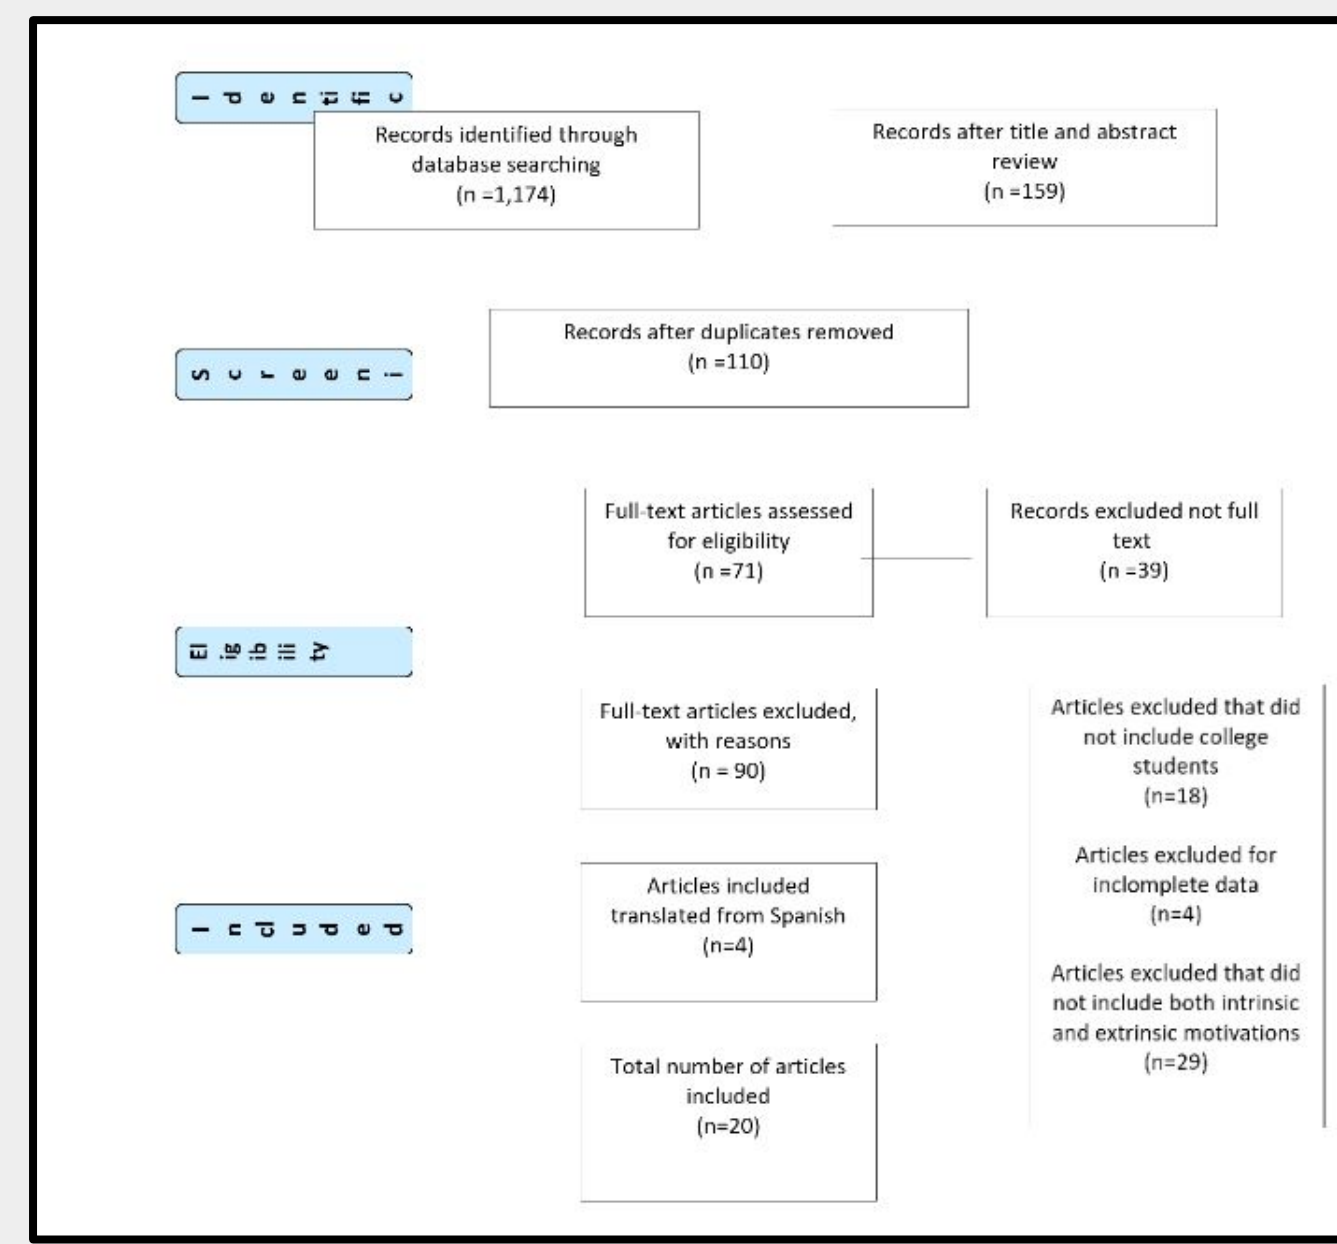 Identific
Records identified through
database searching
(n =1,174)
Records after title and abstract
review
(n =159)
Screeni
Records after duplicates removed
(n =110)
Full-text articles assessed
for eligibility
(n =71)
Records excluded not full
text
(n =39)
Eligibility
Full-text articles excluded,
with reasons
(n = 90)
Articles excluded that did
not include college
students
(n=18)
Articles excluded for
inclomplete data
(n=4)
Articles excluded that did
not include both intrinsic
and extrinsic motivations
(n=29)
Included
Articles included
translated from Spanish
(n=4)
Total number of articles
included
(n=20)